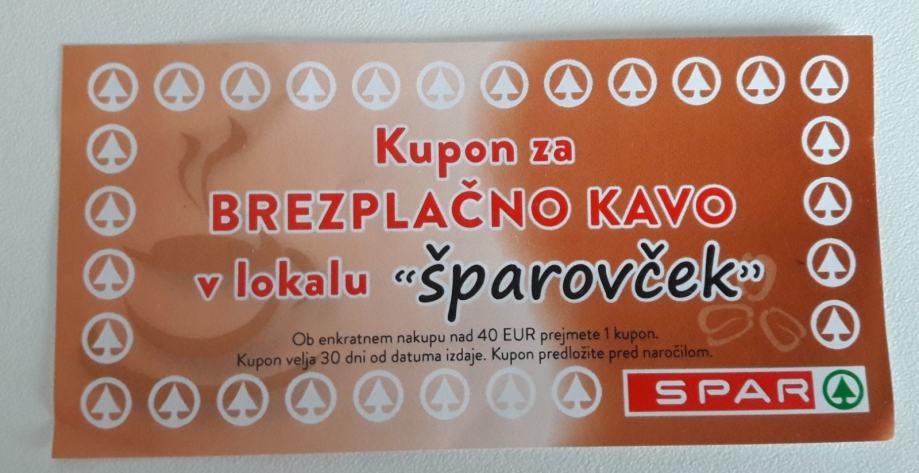 Kupon za
BREZPLAČNO KAVO
v lokalu “šparovček”
Ob enkratnem nakupu nad 40 EUR prejmete 1 kupon.
Kupon velja 30 dni od datuma izdaje. Kupon predložite pred naročilom.
SPAR